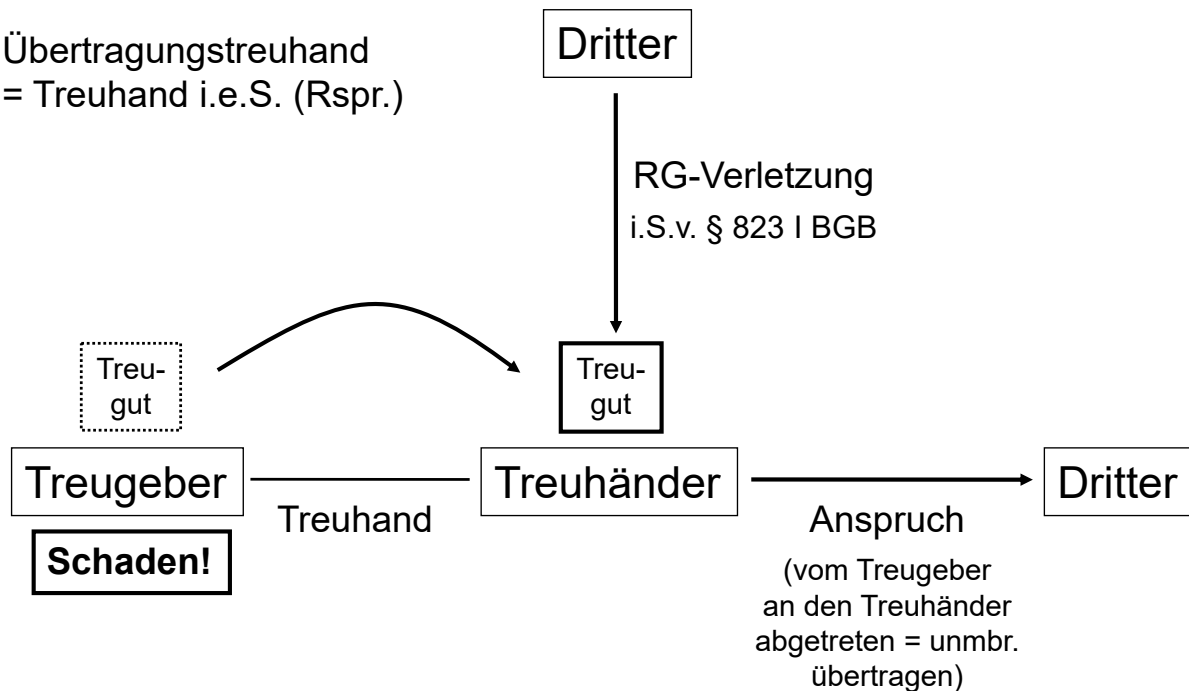 Übertragungstreuhand
= Treuhand i.e.S. (Rspr.)
Dritter
RG-Verletzung
i.S.v. § 823 I BGB
Treu-
gut
Treu-
gut
Treugeber
Treuhand
Treuhänder
Anspruch
Dritter
Schaden!
(vom Treugeber
an den Treuhänder
abgetreten = unmbr.
übertragen)